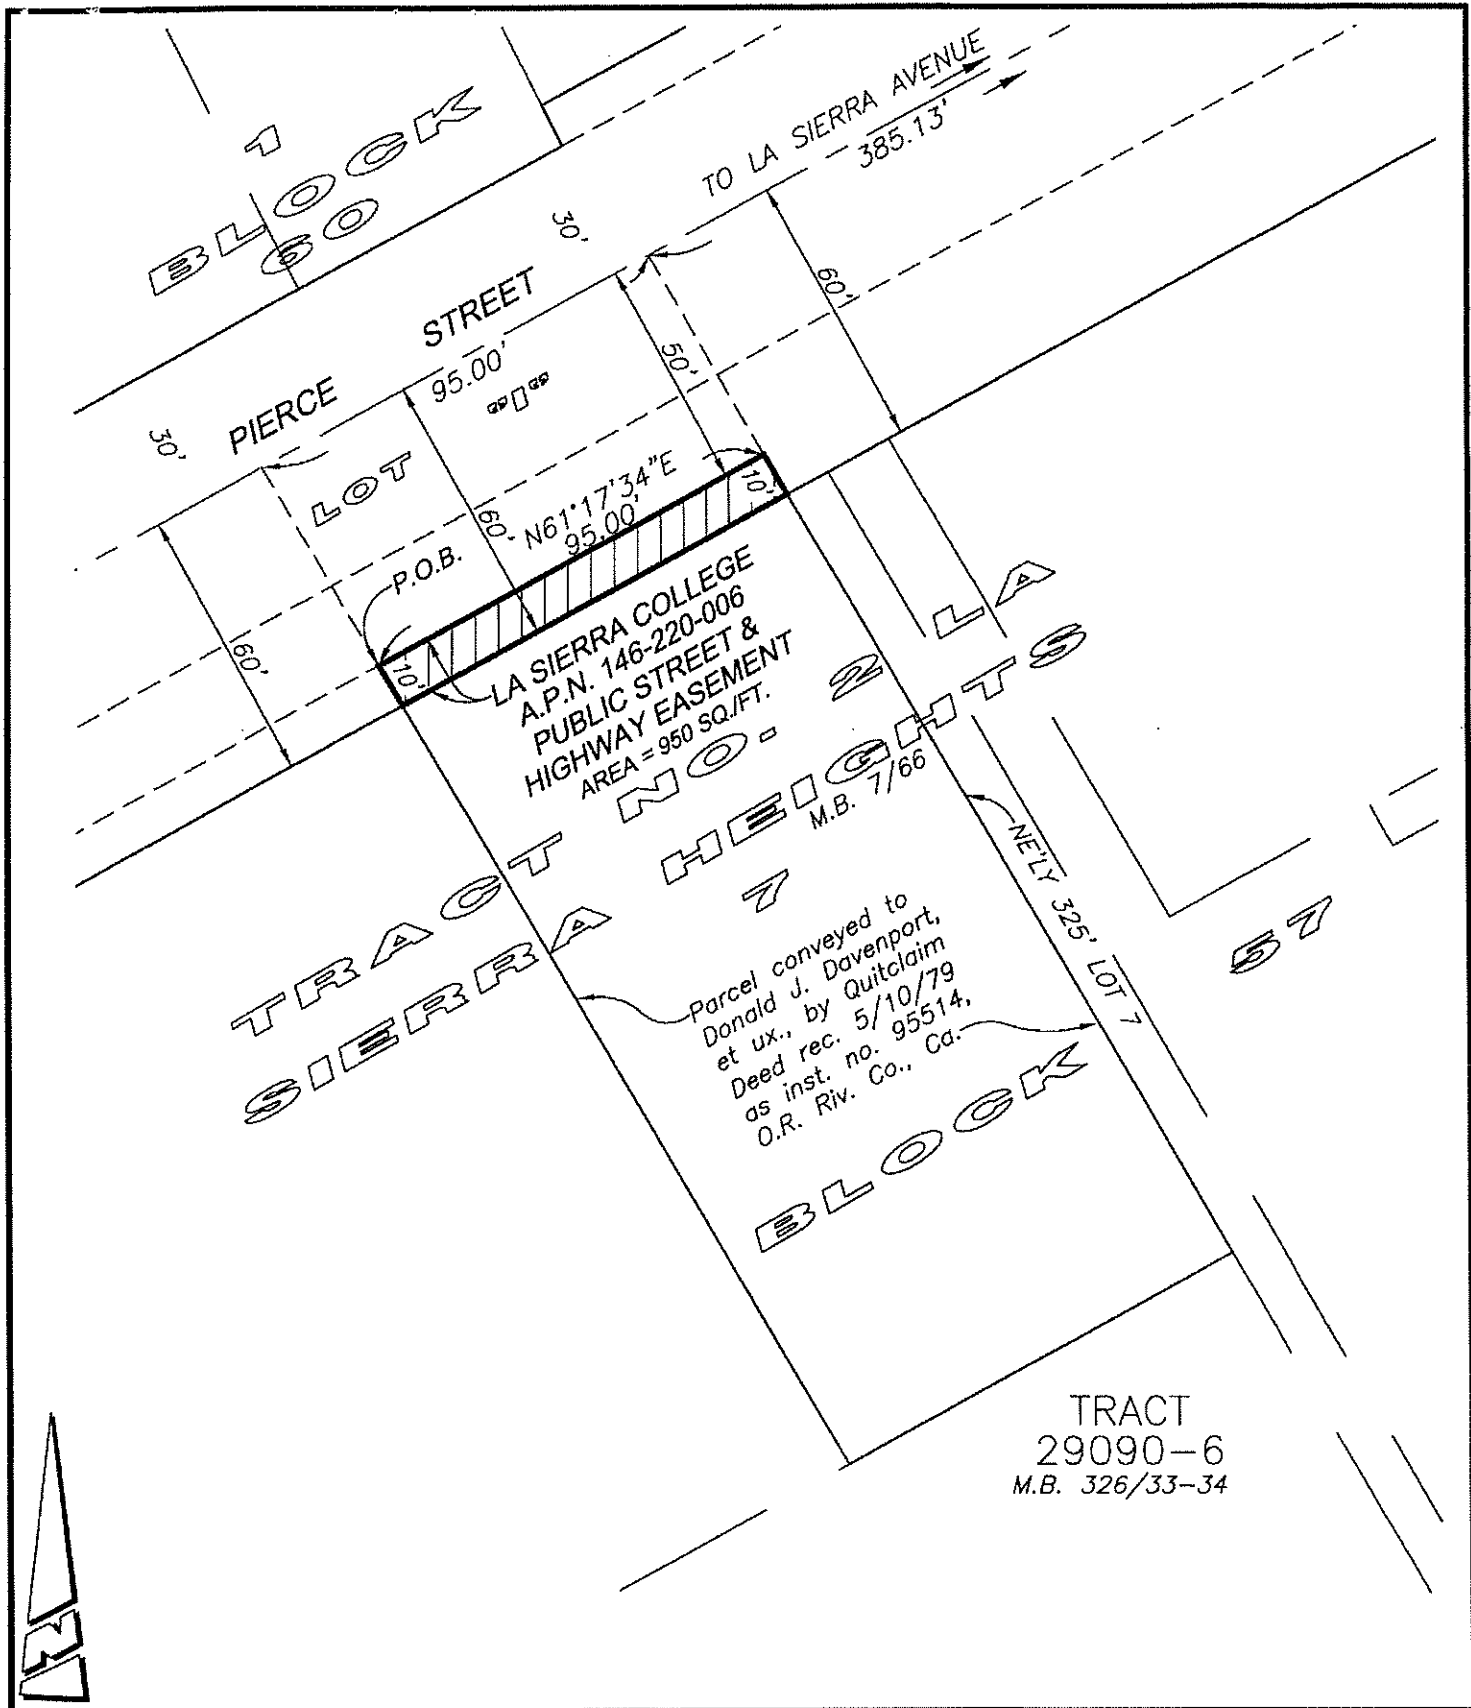 1
BLOCK
60
TO LA SIERRA AVENUE
385.13'
30'
PIERCE STREET
30'
95.00'
LOT "1"
60'
50'
60'
60'
N61°17'34"E
95.00'
P.O.B.
10'
10'
LA SIERRA COLLEGE
A.P.N. 146-220-006
PUBLIC STREET &
HIGHWAY EASEMENT
AREA = 950 SQ./FT.
TRACT NO. 2 LA
SIERRA HEIGHTS
M.B. 7/66
7
NE'LY 325' LOT 7
Parcel conveyed to
Donald J. Davenport,
et ux., by Quitclaim
Deed rec. 5/10/79
as inst. no. 95514,
O.R. Riv. Co., Ca.
BLOCK 57
TRACT
29090-6
M.B. 326/33-34
N